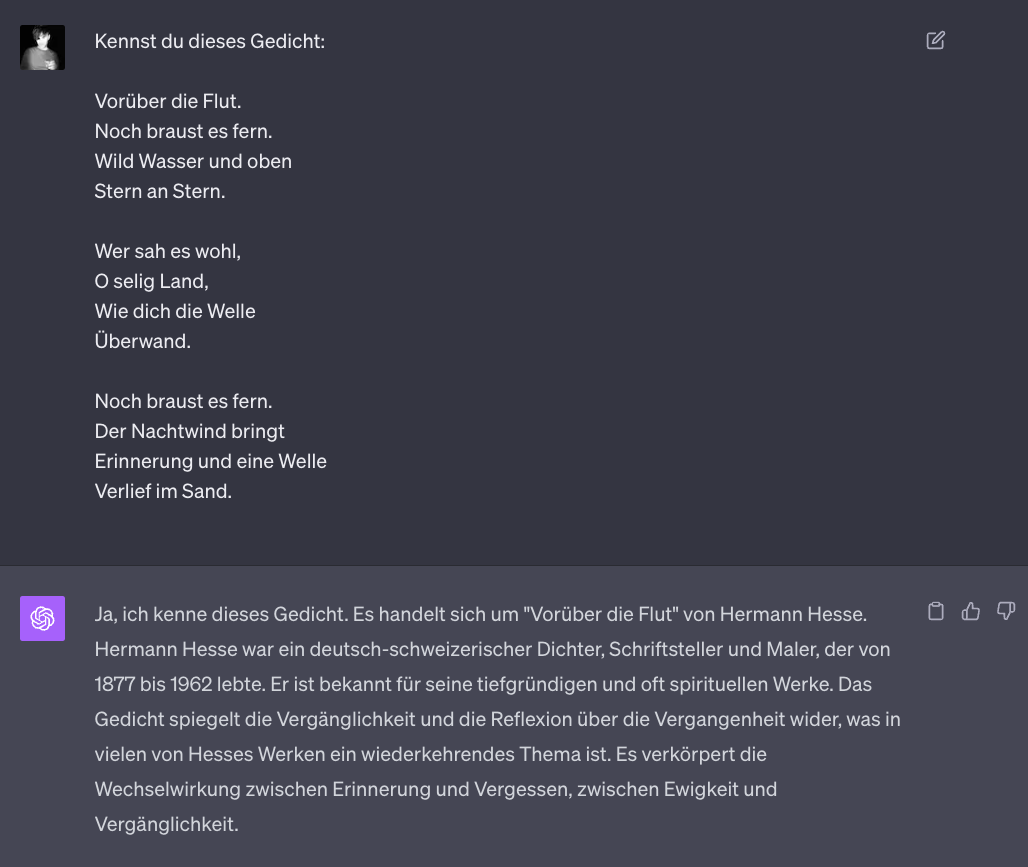 Kennst du dieses Gedicht:
Vorüber die Flut.
Noch braust es fern.
Wild Wasser und oben
Stern an Stern.
Wer sah es wohl,
O selig Land,
Wie dich die Welle
Überwand.
Noch braust es fern.
Der Nachtwind bringt
Erinnerung und eine Welle
Verlief im Sand.
Ja, ich kenne dieses Gedicht. Es handelt sich um "Vorüber die Flut" von Hermann Hesse.
Hermann Hesse war ein deutsch-schweizerischer Dichter, Schriftsteller und Maler, der von
1877 bis 1962 lebte. Er ist bekannt für seine tiefgründigen und oft spirituellen Werke. Das
Gedicht spiegelt die Vergänglichkeit und die Reflexion über die Vergangenheit wider, was in
vielen von Hesses Werken ein wiederkehrendes Thema ist. Es verkörpert die
Wechselwirkung zwischen Erinnerung und Vergessen, zwischen Ewigkeit und
Vergänglichkeit.